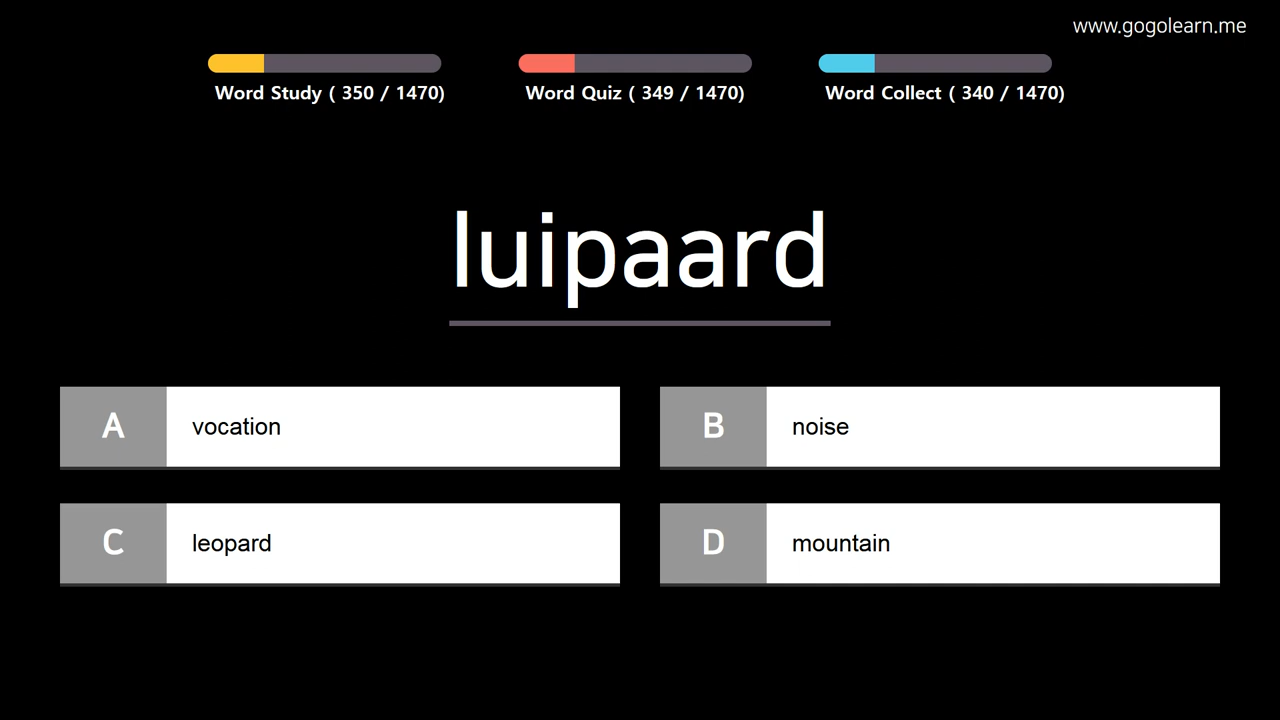 www.gogolearn.me
Word Study ( 350 / 1470)
Word Quiz ( 349 / 1470)
Word Collect ( 340 / 1470)
luipaard
A vocation
B noise
C leopard
D mountain